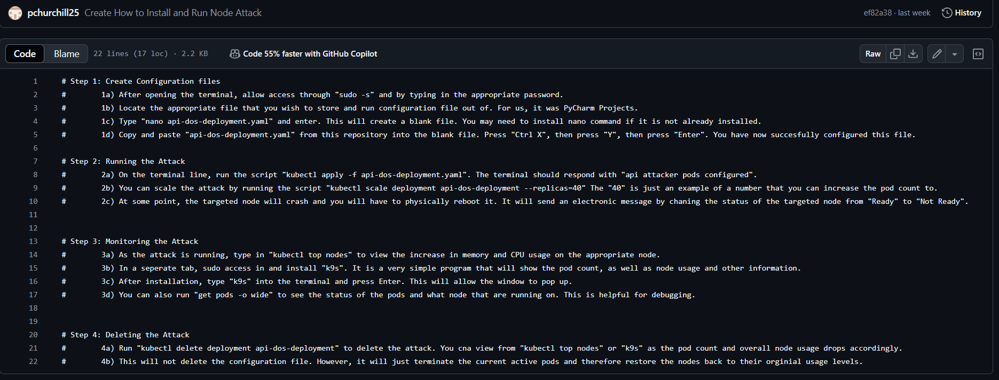 pchurchill25 Create How to Install and Run Node Attack ef82a38 · last week History
Code Blame 22 lines (17 loc) · 2.2 KB Code 55% faster with GitHub Copilot Raw
1 # Step 1: Create Configuration files
2 # 1a) After opening the terminal, allow access through "sudo -s" and by typing in the appropriate password.
3 # 1b) Locate the appropriate file that you wish to store and run configuration file out of. For us, it was PyCharm Projects.
4 # 1c) Type "nano api-dos-deployment.yaml" and enter. This will create a blank file. You may need to install nano command if it is not already installed.
5 # 1d) Copy and paste "api-dos-deployment.yaml" from this repository into the blank file. Press "Ctrl X", then press "Y", then press "Enter". You have now succesfully configured this file.
6
7 # Step 2: Running the Attack
8 # 2a) On the terminal line, run the script "kubectl apply -f api-dos-deployment.yaml". The terminal should respond with "api attacker pods configured".
9 # 2b) You can scale the attack by running the script "kubectl scale deployment api-dos-deployment --replicas=40" The "40" is just an example of a number that you can increase the pod count to.
10 # 2c) At some point, the targeted node will crash and you will have to physically reboot it. It will send an electronic message by chaning the status of the targeted node from "Ready" to "Not Ready".
11
12
13 # Step 3: Monitoring the Attack
14 # 3a) As the attack is running, type in "kubectl top nodes" to view the increase in memory and CPU usage on the appropriate node.
15 # 3b) In a seperate tab, sudo access in and install "k9s". It is a very simple program that will show the pod count, as well as node usage and other information.
16 # 3c) After installation, type "k9s" into the terminal and press Enter. This will allow the window to pop up.
17 # 3d) You can also run "get pods -o wide" to see the status of the pods and what node that are running on. This is helpful for debugging.
18
19
20 # Step 4: Deleting the Attack
21 # 4a) Run "kubectl delete deployment api-dos-deployment" to delete the attack. You cna view from "kubectl top nodes" or "k9s" as the pod count and overall node usage drops accordingly.
22 # 4b) This will not delete the configuration file. However, it will just terminate the current active pods and therefore restore the nodes back to their orginial usage levels.